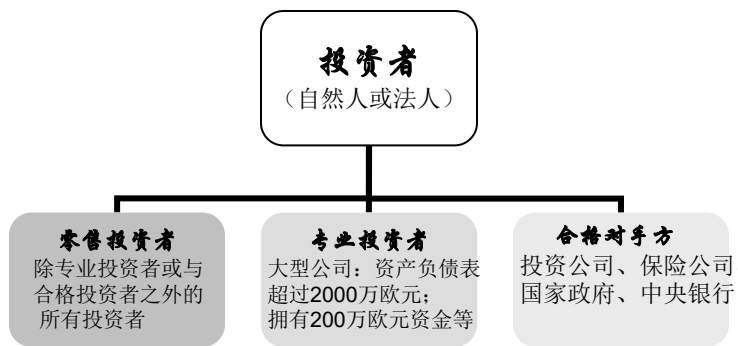 投资者
（自然人或法人）
零售投资者
除专业投资者或与
合格投资者之外的
所有投资者
专业投资者
大型公司：资产负债表
超过2000万欧元；
拥有200万欧元资金等
合格对手方
投资公司、保险公司
国家政府、中央银行